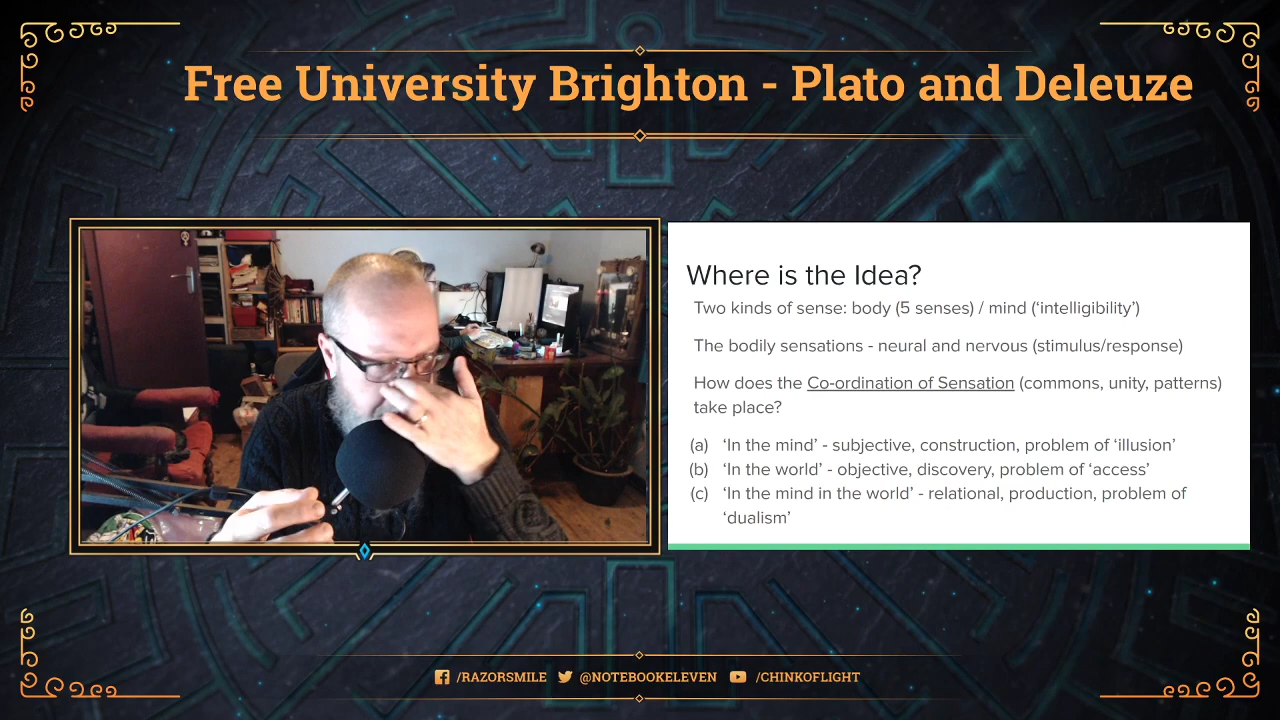 Free University Brighton - Plato and Deleuze
Where is the Idea?
Two kinds of sense: body (5 senses) / mind (‘intelligibility’)
The bodily sensations - neural and nervous (stimulus/response)
How does the Co-ordination of Sensation (commons, unity, patterns)
take place?
(a) ‘In the mind’ - subjective, construction, problem of ‘illusion’
(b) ‘In the world’ - objective, discovery, problem of ‘access’
(c) ‘In the mind in the world’ - relational, production, problem of
‘dualism’
/RAZORSMILE @NOTEBOOKELEVEN /CHINKOFLIGHT